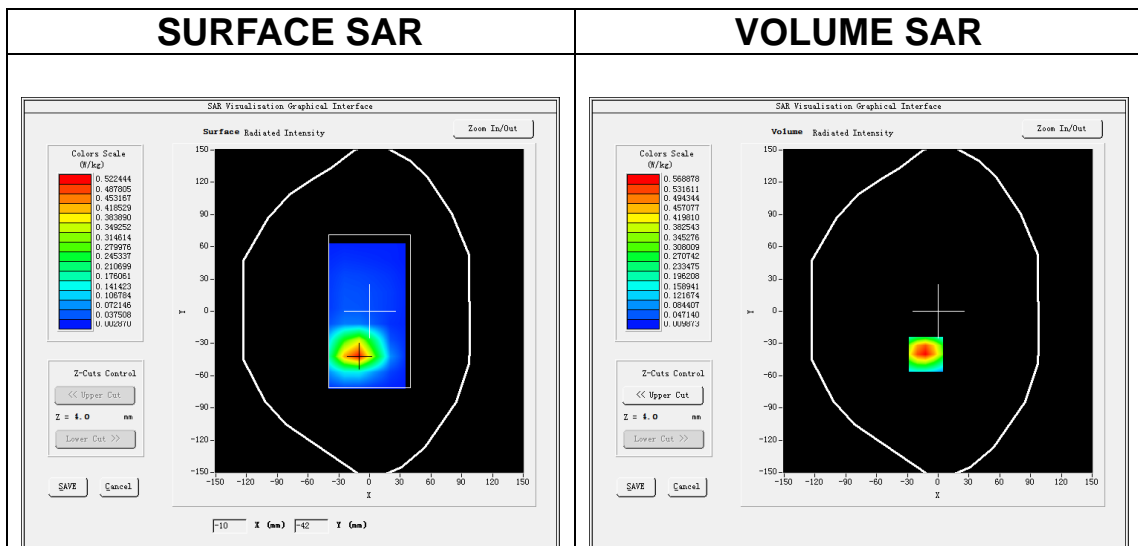 SURFACE SAR
SAR Visualisation Graphical Interface
Surface Radiated Intensity
Zoom In/Out
Colors Scale
(W/kg)
0.522444
0.487805
0.453167
0.418529
0.383890
0.349252
0.314614
0.279976
0.245337
0.210699
0.176061
0.141423
0.106784
0.072146
0.037508
0.002870
Z-Cuts Control
<< Upper Cut
Z = 4.0 mm
Lower Cut >>
SAVE Cancel
150
120
90
60
30
0
-30
-60
-90
-120
-150
Y
-150 -120 -90 -60 -30 0 30 60 90 120 150
X
-10 X (mm) -42 Y (mm)
VOLUME SAR
SAR Visualisation Graphical Interface
Volume Radiated Intensity
Zoom In/Out
Colors Scale
(W/kg)
0.568878
0.531611
0.494344
0.457077
0.419810
0.382543
0.345276
0.308009
0.270742
0.233475
0.196208
0.158941
0.121674
0.084407
0.047140
0.009873
Z-Cuts Control
<< Upper Cut
Z = 4.0 mm
Lower Cut >>
SAVE Cancel
150
120
90
60
30
0
-30
-60
-90
-120
-150
Y
-150 -120 -90 -60 -30 0 30 60 90 120 150
X